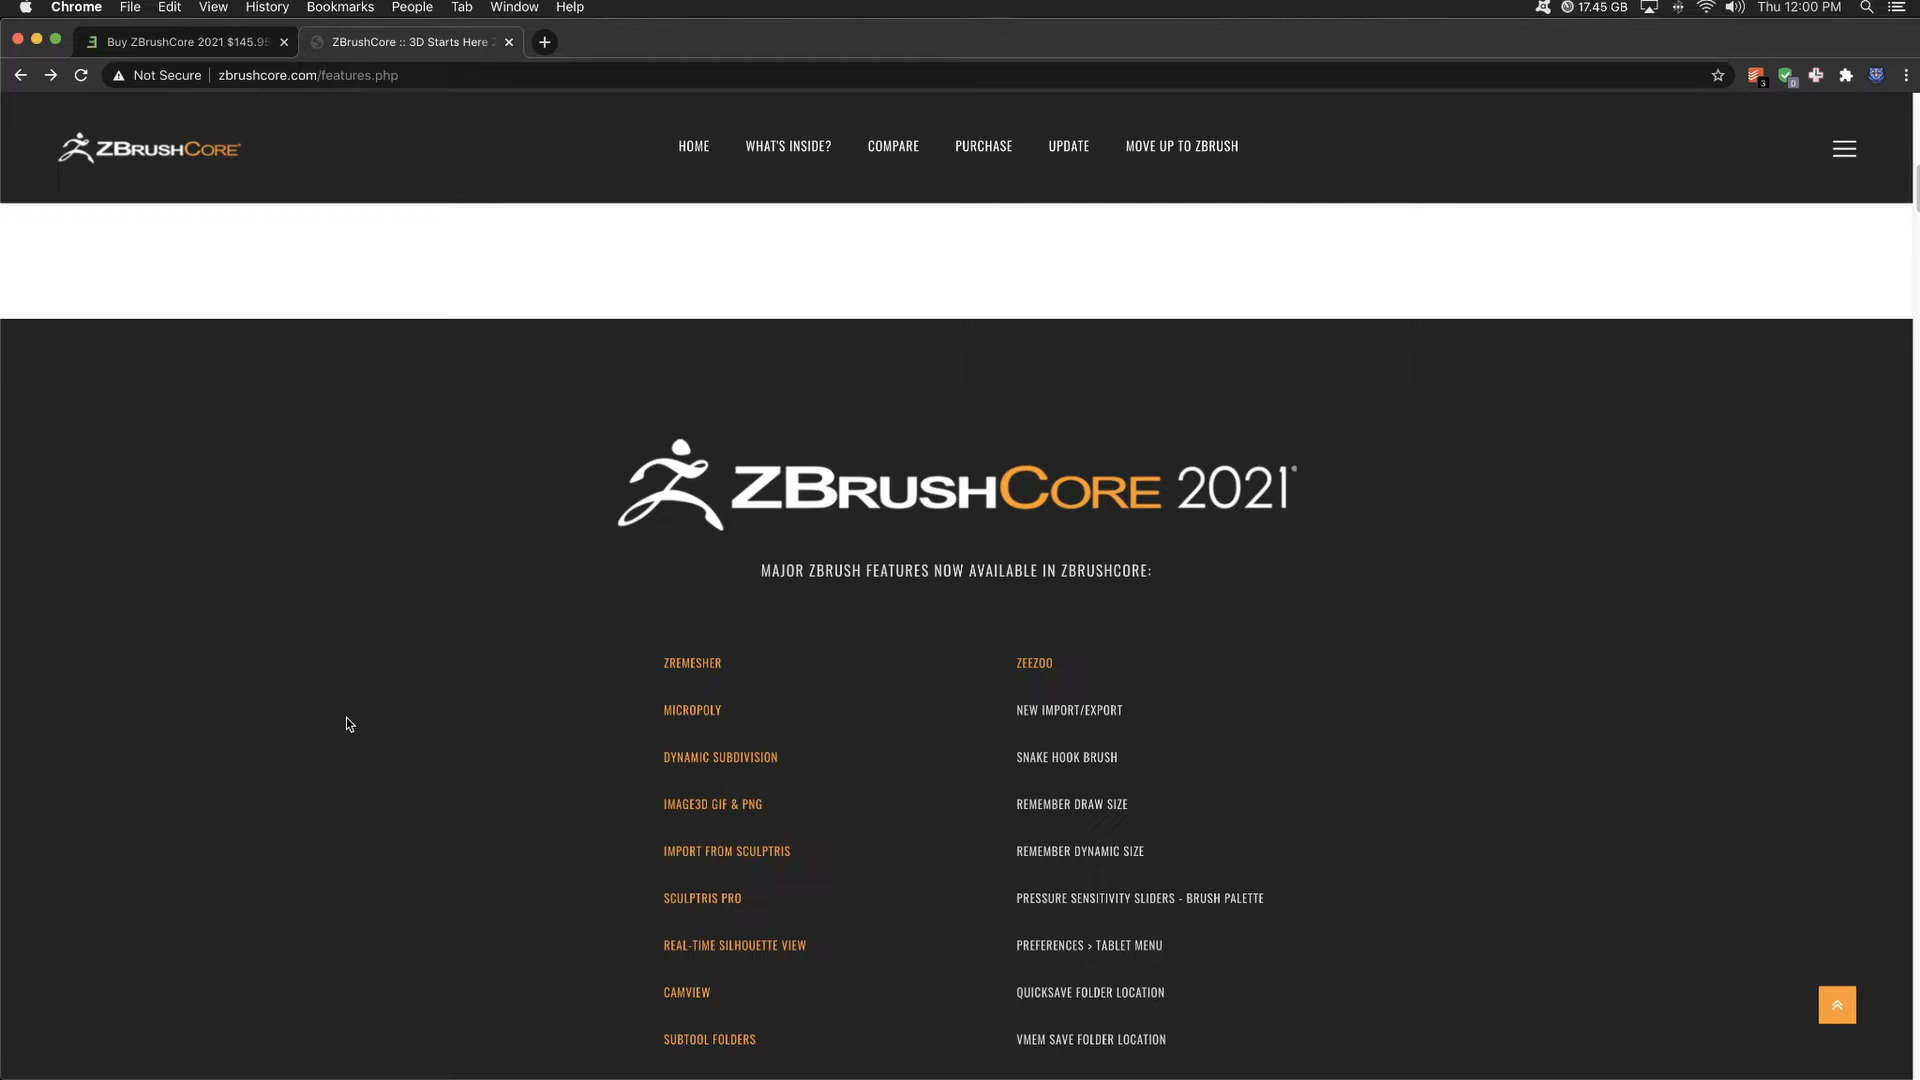 Chrome File Edit View History Bookmarks People Tab Window Help 17.45 GB Thu 12:00 PM
Buy ZBrushCore 2021 $145.95 ZBrushCore :: 3D Starts Here
Not Secure zbrushcore.com/features.php 3 0
ZBRUSHCORE HOME WHAT'S INSIDE? COMPARE PURCHASE UPDATE MOVE UP TO ZBRUSH
ZBRUSHCORE 2021
MAJOR ZBRUSH FEATURES NOW AVAILABLE IN ZBRUSHCORE:
ZREMESHER
MICROPOLY
DYNAMIC SUBDIVISION
IMAGE3D GIF & PNG
IMPORT FROM SCULPTRIS
SCULPTRIS PRO
REAL-TIME SILHOUETTE VIEW
CAMVIEW
SUBTOOL FOLDERS
ZEEZOO
NEW IMPORT/EXPORT
SNAKE HOOK BRUSH
REMEMBER DRAW SIZE
REMEMBER DYNAMIC SIZE
PRESSURE SENSITIVITY SLIDERS - BRUSH PALETTE
PREFERENCES > TABLET MENU
QUICKSAVE FOLDER LOCATION
VMEM SAVE FOLDER LOCATION